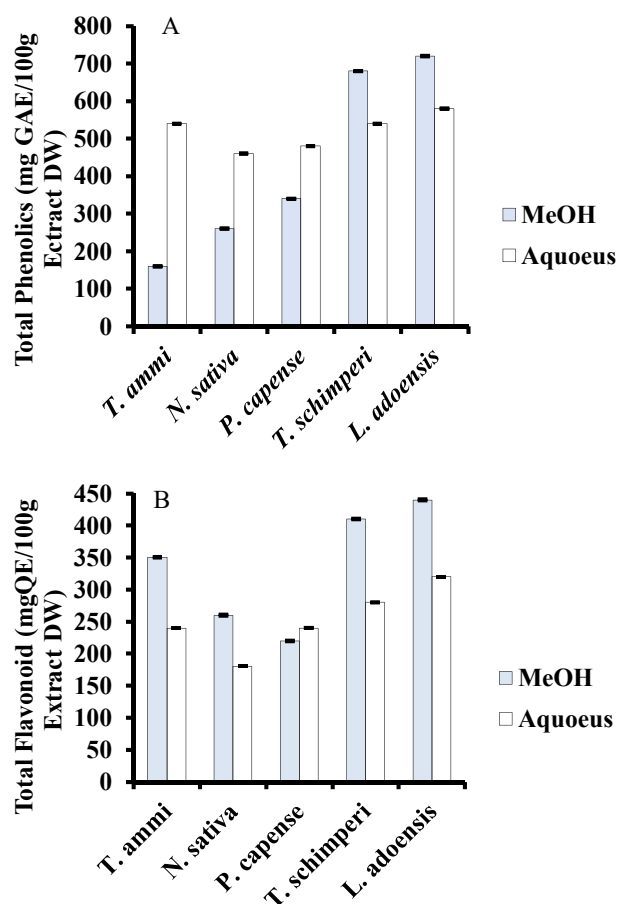 A
Total Phenolics (mg GAE/100g
Ectract DW)
800
700
600
500
400
300
200
100
0
T. ammi
N. sativa
P. capense
T. schimperi
L. adoensis
MeOH
Aquoeus
B
Total Flavonoid (mgQE/100g
Extract DW)
450
400
350
300
250
200
150
100
50
0
T. ammi
N. sativa
P. capense
T. schimperi
L. adoensis
MeOH
Aquoeus